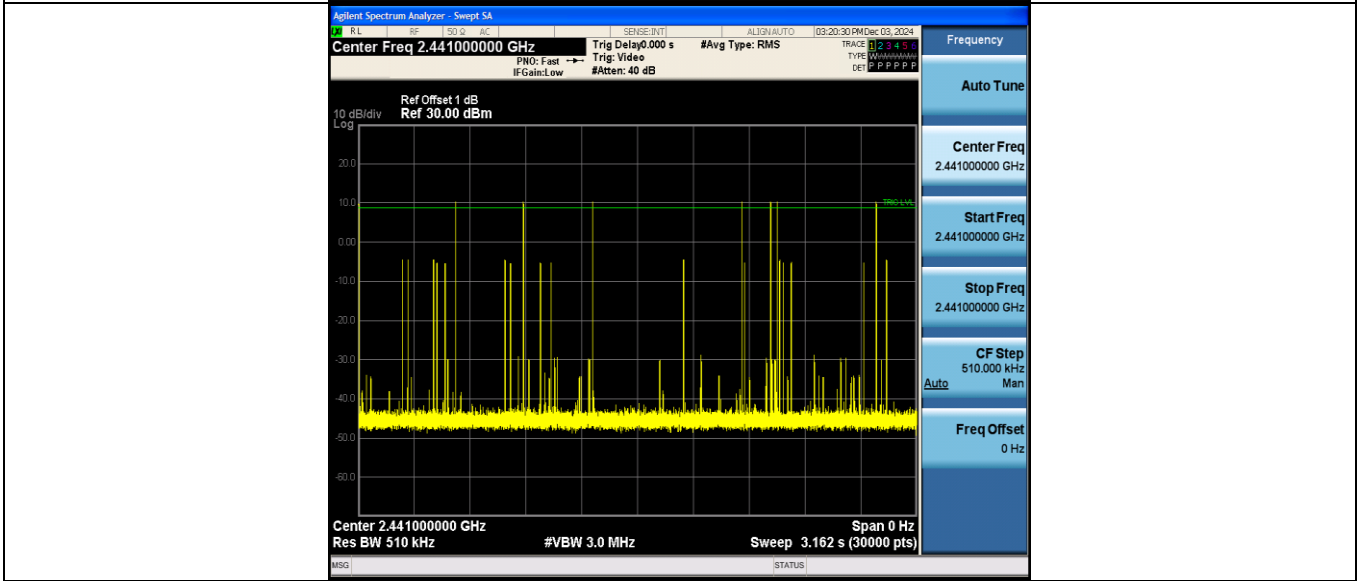 Agilent Spectrum Analyzer - Swept SA
RL RF 50 Ω AC SENSE:INT ALIGNAUTO 03:20:30 PM Dec 03, 2024
Center Freq 2.441000000 GHz
PNO: Fast
IFGain:Low
Trig Delay0.000 s
Trig: Video
#Atten: 40 dB
#Avg Type: RMS
TRACE 1 2 3 4 5 6
TYPE WWWWWW
DET P P P P P P
Ref Offset 1 dB
10 dB/div Ref 30.00 dBm
Log
20.0
10.0
TRIG LVL
0.00
-10.0
-20.0
-30.0
-40.0
-50.0
-60.0
Center 2.441000000 GHz Span 0 Hz
Res BW 510 kHz #VBW 3.0 MHz Sweep 3.162 s (30000 pts)
MSG STATUS
Frequency
Auto Tune
Center Freq
2.441000000 GHz
Start Freq
2.441000000 GHz
Stop Freq
2.441000000 GHz
CF Step
510.000 kHz
Auto Man
Freq Offset
0 Hz